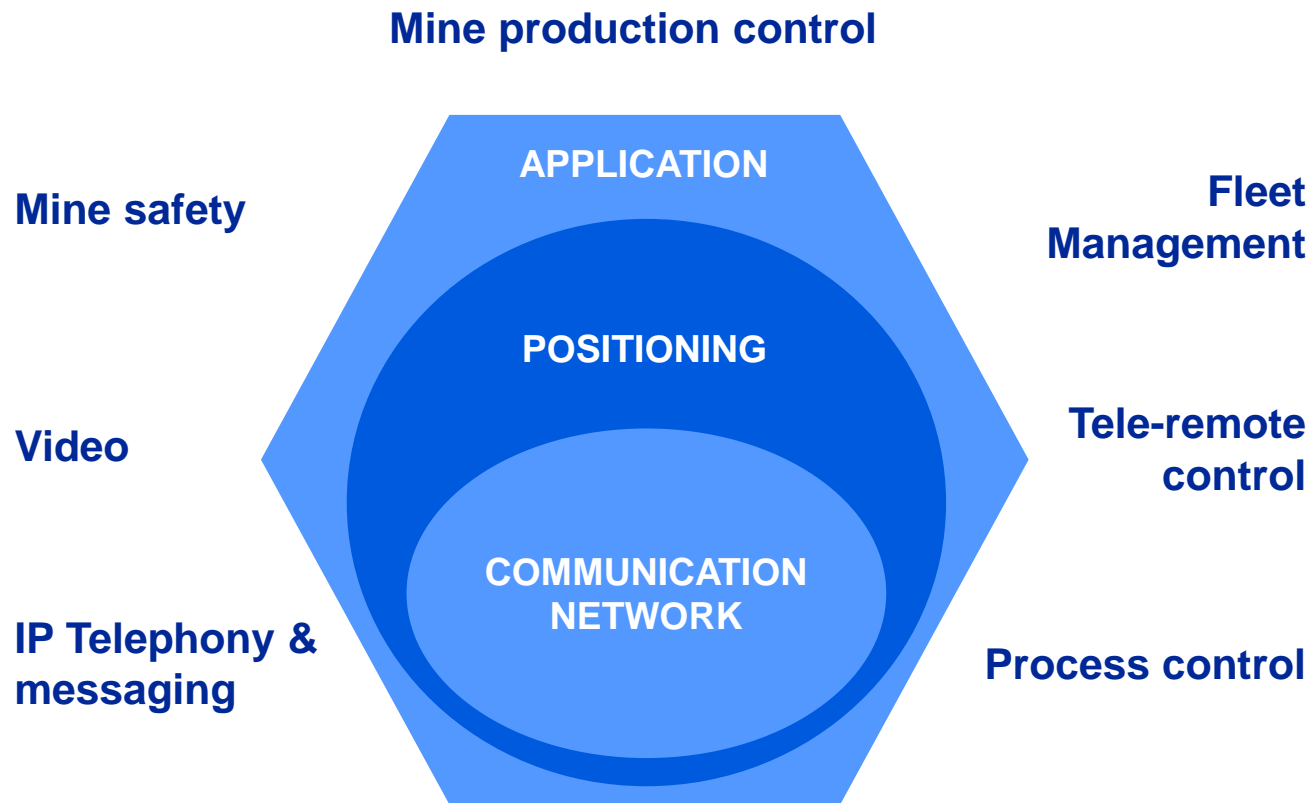 Mine production control
APPLICATION
Mine safety
Fleet
Management
POSITIONING
Video
Tele-remote
control
COMMUNICATION
NETWORK
IP Telephony &
messaging
Process control